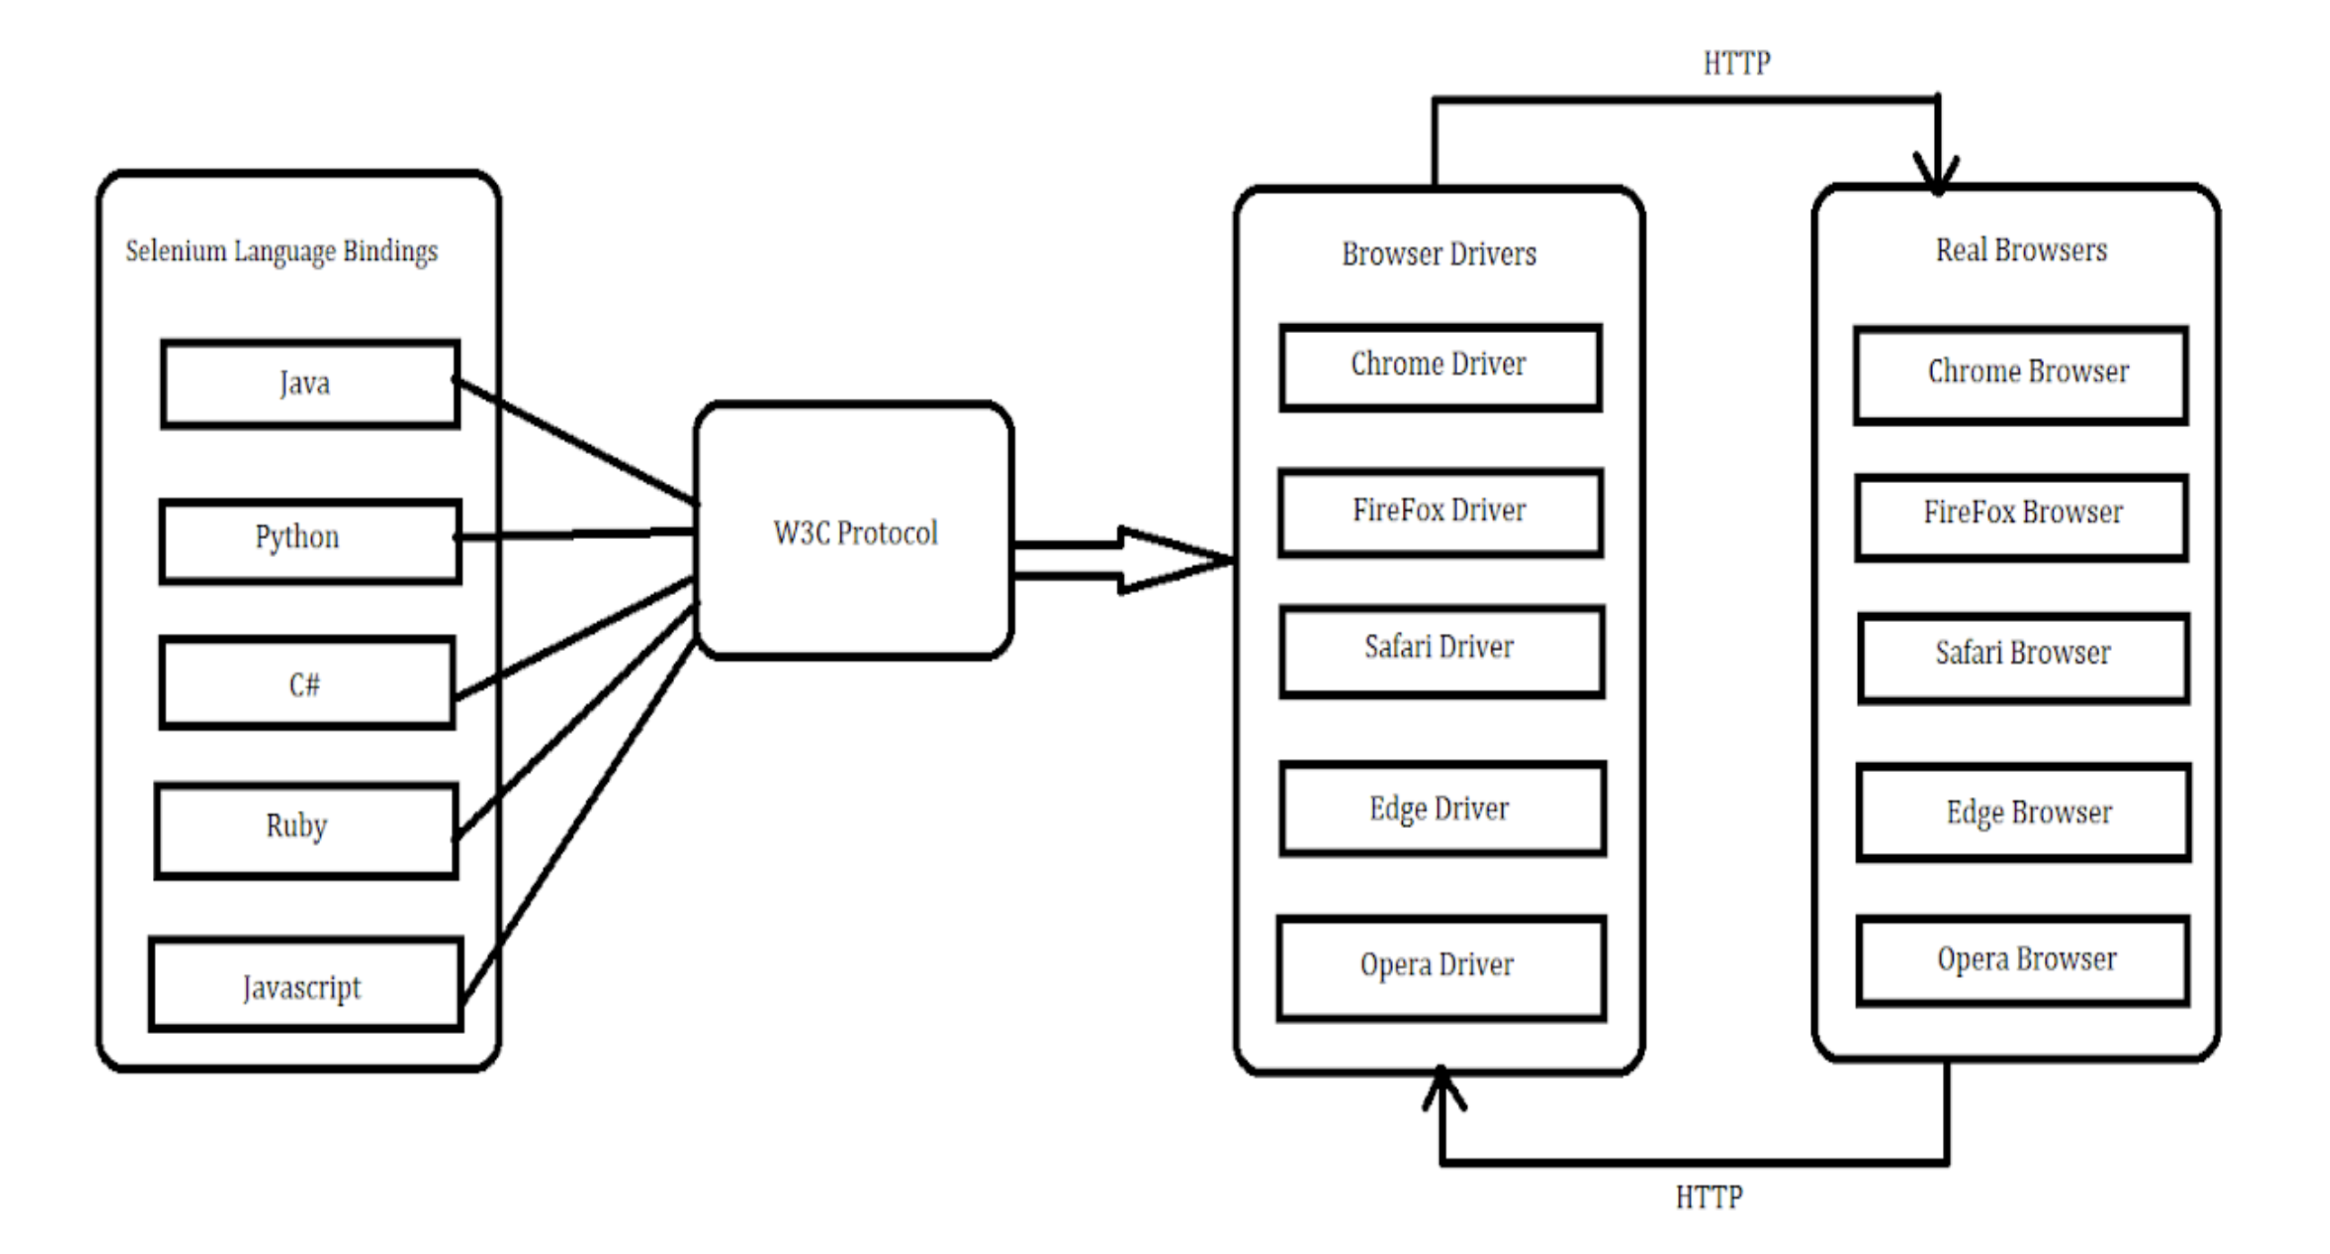 HTTP
Selenium Language Bindings
Java
Python
C#
Ruby
Javascript
W3C Protocol
Browser Drivers
Chrome Driver
FireFox Driver
Safari Driver
Edge Driver
Opera Driver
Real Browsers
Chrome Browser
FireFox Browser
Safari Browser
Edge Browser
Opera Browser
HTTP